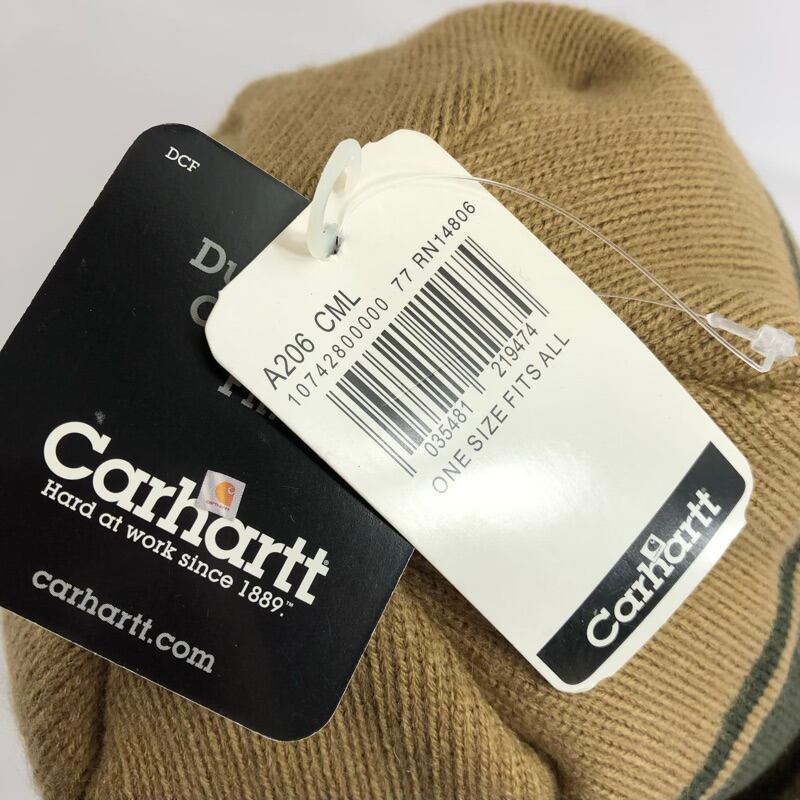 DCF
Carhartt
Hard at work since 1889.™
carhartt.com
A206 CML
10742800000 77 RN14806
035481 219474
ONE SIZE FITS ALL
Carhartt